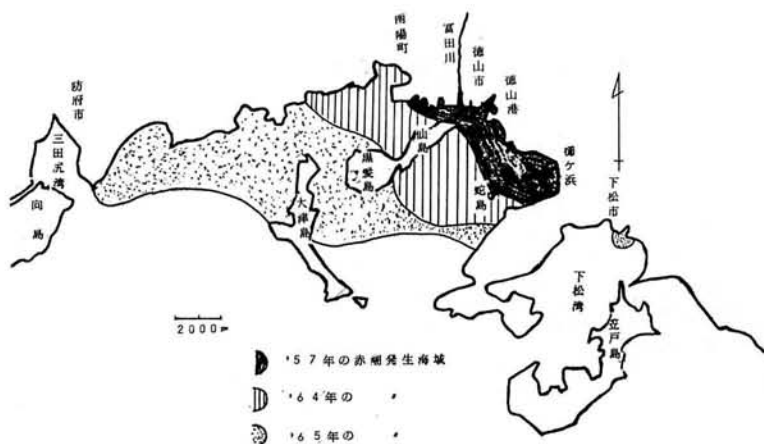 防府市
三田尻湾
向島
南陽町
富田川
徳山市
徳山港
櫛ケ浜
下松市
仙島
黒髪島
大津島
蛇島
下松湾
笠戸島
2000m
'57年の赤潮発生海域
'64年の 〃
'65年の 〃